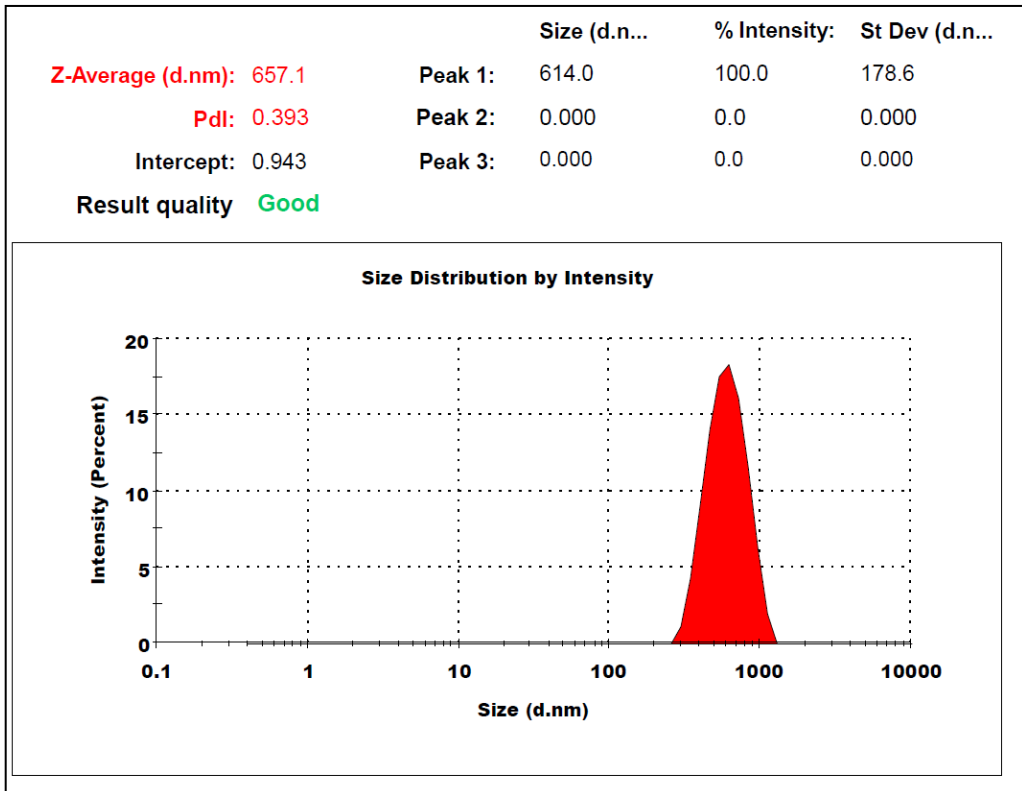 Size (d.n... % Intensity: St Dev (d.n...
Z-Average (d.nm): 657.1 Peak 1: 614.0 100.0 178.6
PdI: 0.393 Peak 2: 0.000 0.0 0.000
Intercept: 0.943 Peak 3: 0.000 0.0 0.000
Result quality Good
Size Distribution by Intensity
Intensity (Percent)
20
15
10
5
0
0.1 1 10 100 1000 10000
Size (d.nm)